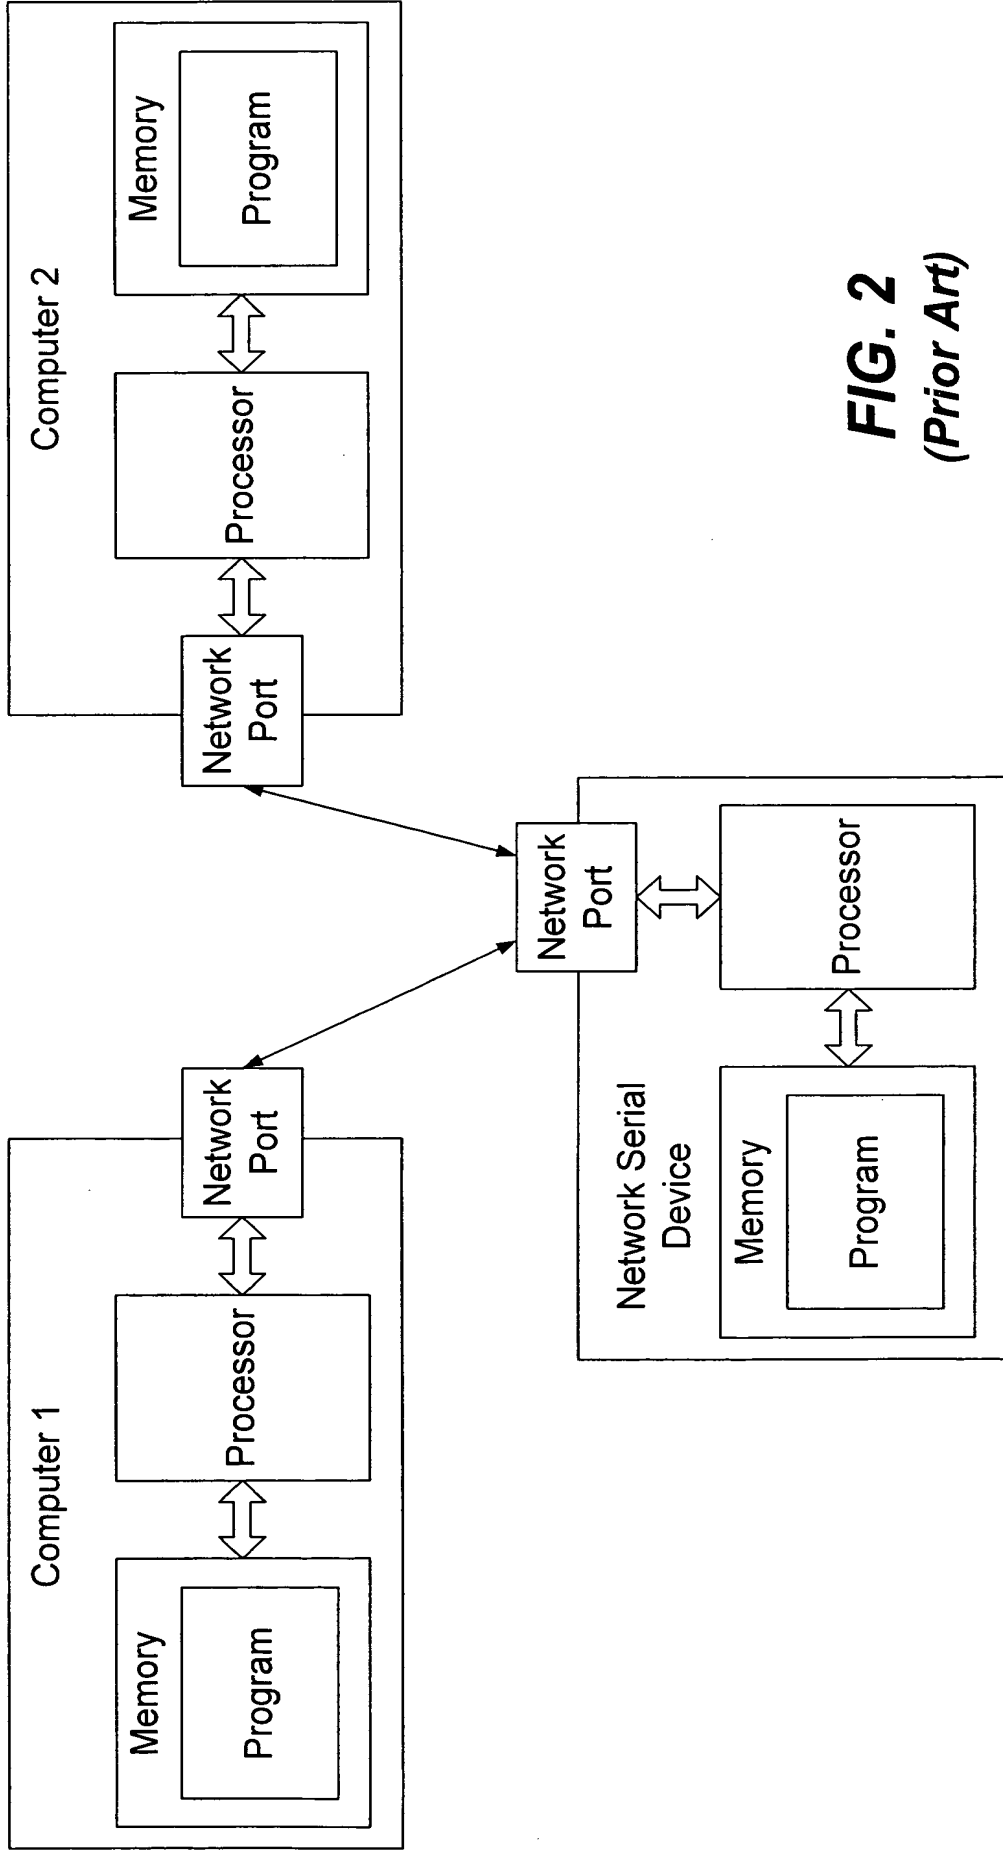 Computer 1
Memory
Program
Processor
Network
Port
Computer 2
Network
Port
Processor
Memory
Program
Network
Port
Network Serial
Device
Memory
Program
Processor
FIG. 2
(Prior Art)